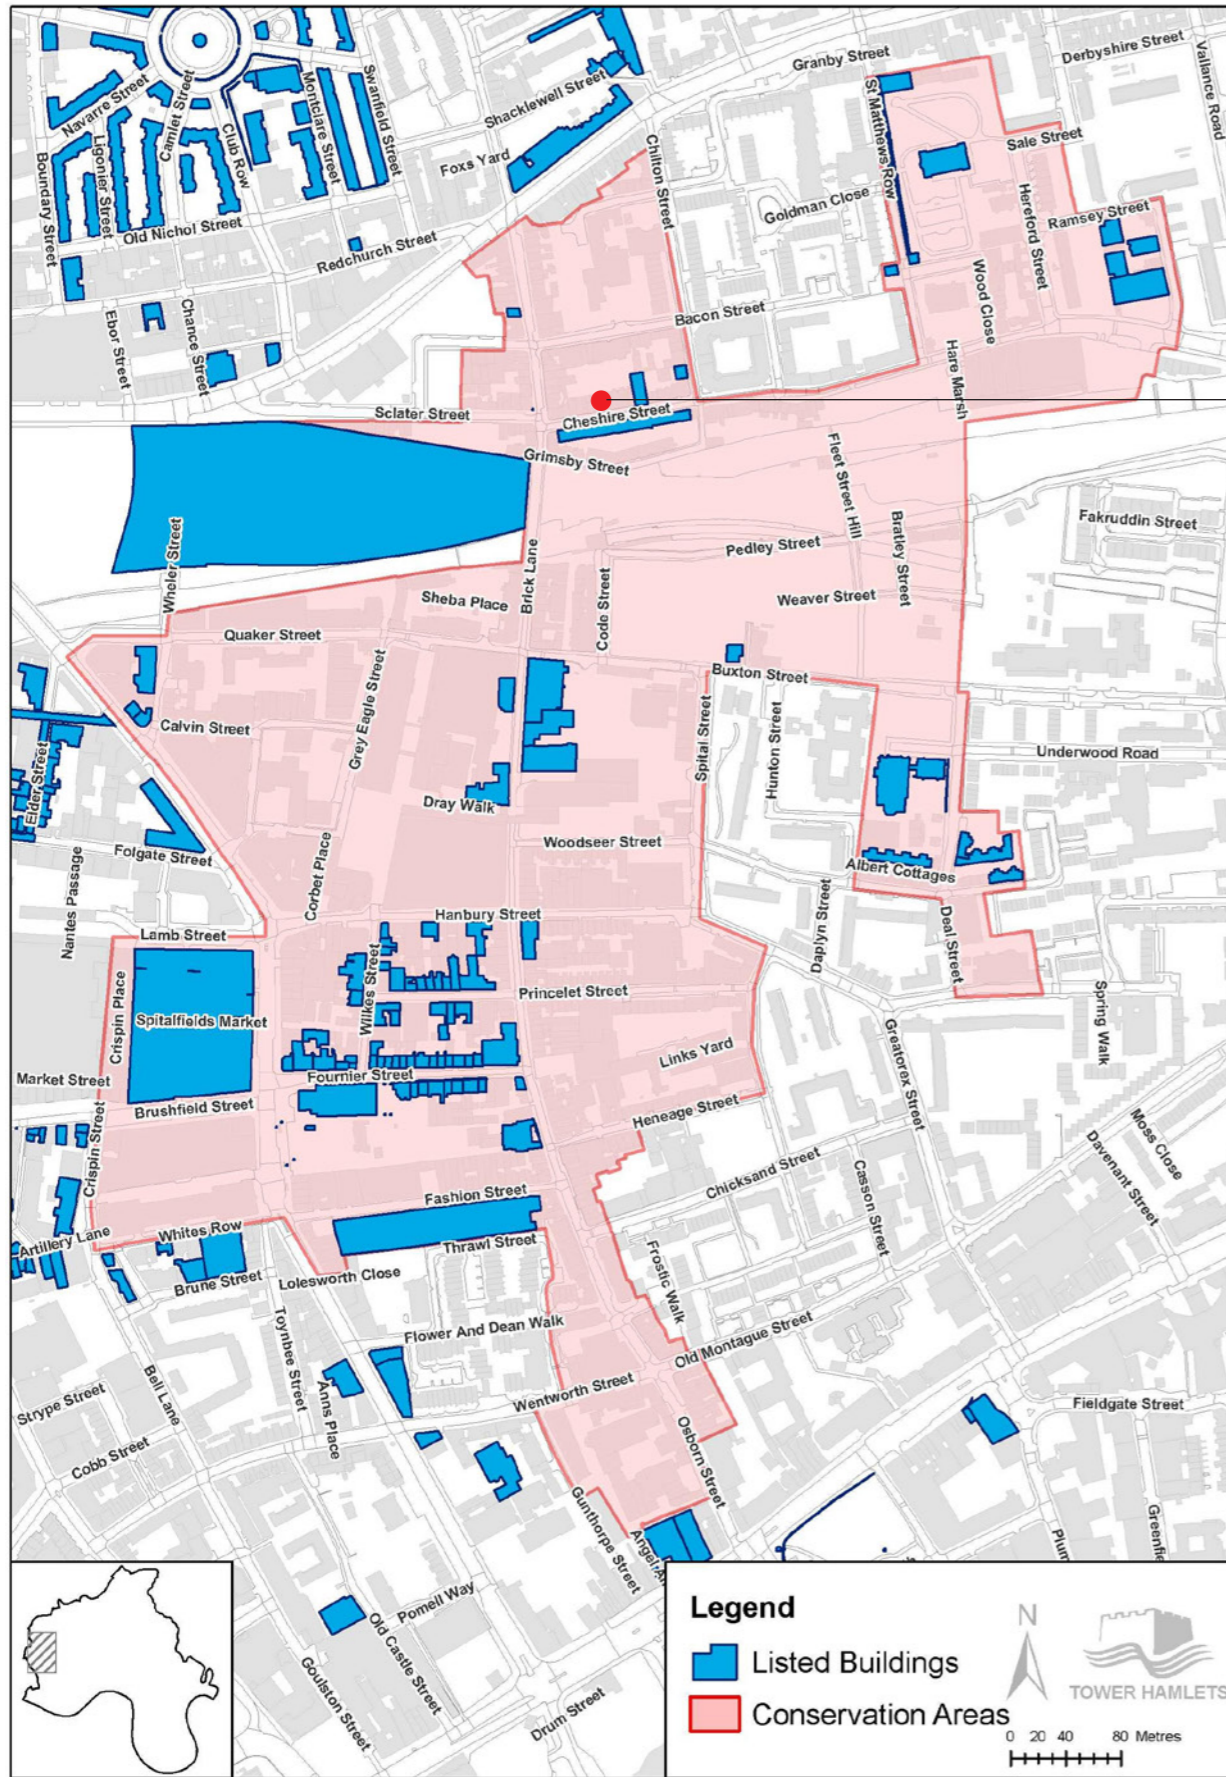 Granby Street
Derbyshire Street
Vallance Road
Shacklewell Street
Swanfield Street
Montclare Street
Navarre Street
Camlet Street
Club Row
Ligonier Street
Boundary Street
Foxs Yard
Chilton Street
St Matthews Row
Sale Street
Goldman Close
Hereford Street
Ramsey Street
Old Nichol Street
Redchurch Street
Wood Close
Bacon Street
Ebor Street
Chance Street
Hare Marsh
Sclater Street
Cheshire Street
Grimsby Street
Fleet Street Hill
Bratley Street
Fakruddin Street
Wheler Street
Brick Lane
Code Street
Pedley Street
Sheba Place
Weaver Street
Quaker Street
Buxton Street
Grey Eagle Street
Calvin Street
Spital Street
Hunton Street
Underwood Road
Elder Street
Dray Walk
Folgate Street
Woodseer Street
Corbet Place
Albert Cottages
Nantes Passage
Lamb Street
Hanbury Street
Daplyn Street
Deal Street
Wilkes Street
Princelet Street
Crispin Place
Spitalfields Market
Links Yard
Spring Walk
Greatorex Street
Market Street
Fournier Street
Brushfield Street
Heneage Street
Moss Close
Davenant Street
Crispin Street
Chicksand Street
Casson Street
Fashion Street
Artillery Lane
Whites Row
Thrawl Street
Frostic Walk
Brune Street
Lolesworth Close
Toynbee Street
Flower And Dean Walk
Old Montague Street
Bell Lane
Anns Place
Strype Street
Wentworth Street
Fieldgate Street
Cobb Street
Osborn Street
Gunthorpe Street
Pomell Way
Old Castle Street
Goulston Street
Drum Street
Legend
N
Listed Buildings
Conservation Areas
TOWER HAMLETS
0 20 40 80 Metres